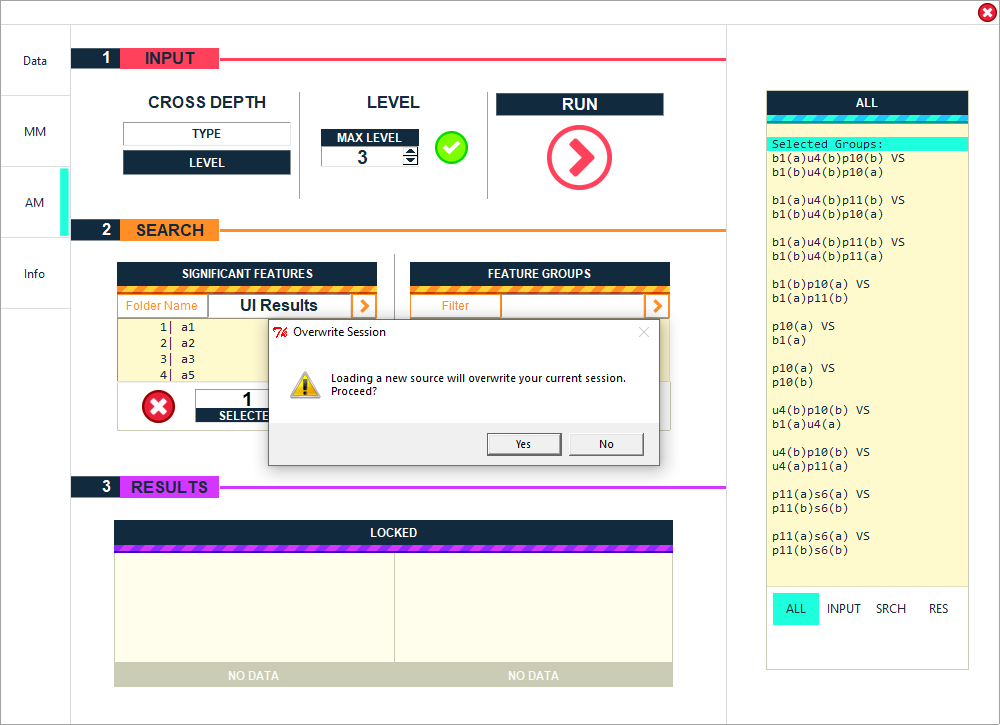 Data
MM
AM
Info
1 INPUT
CROSS DEPTH
TYPE
LEVEL
LEVEL
MAX LEVEL
3
RUN
2 SEARCH
SIGNIFICANT FEATURES
Folder Name UI Results
1| a1
2| a2
3| a3
4| a5
1
SELECTE
FEATURE GROUPS
Filter
Overwrite Session
Loading a new source will overwrite your current session.
Proceed?
Yes No
3 RESULTS
LOCKED
NO DATA NO DATA
ALL
Selected Groups:
b1(a)u4(b)p10(b) VS
b1(b)u4(b)p10(a)
b1(a)u4(b)p11(b) VS
b1(b)u4(b)p10(a)
b1(a)u4(b)p11(b) VS
b1(b)u4(b)p11(a)
b1(b)p10(a) VS
b1(a)p11(b)
p10(a) VS
b1(a)
p10(a) VS
p10(b)
u4(b)p10(b) VS
b1(a)u4(a)
u4(b)p10(b) VS
u4(a)p11(a)
p11(a)s6(a) VS
p11(b)s6(b)
p11(a)s6(a) VS
p11(b)s6(b)
ALL INPUT SRCH RES